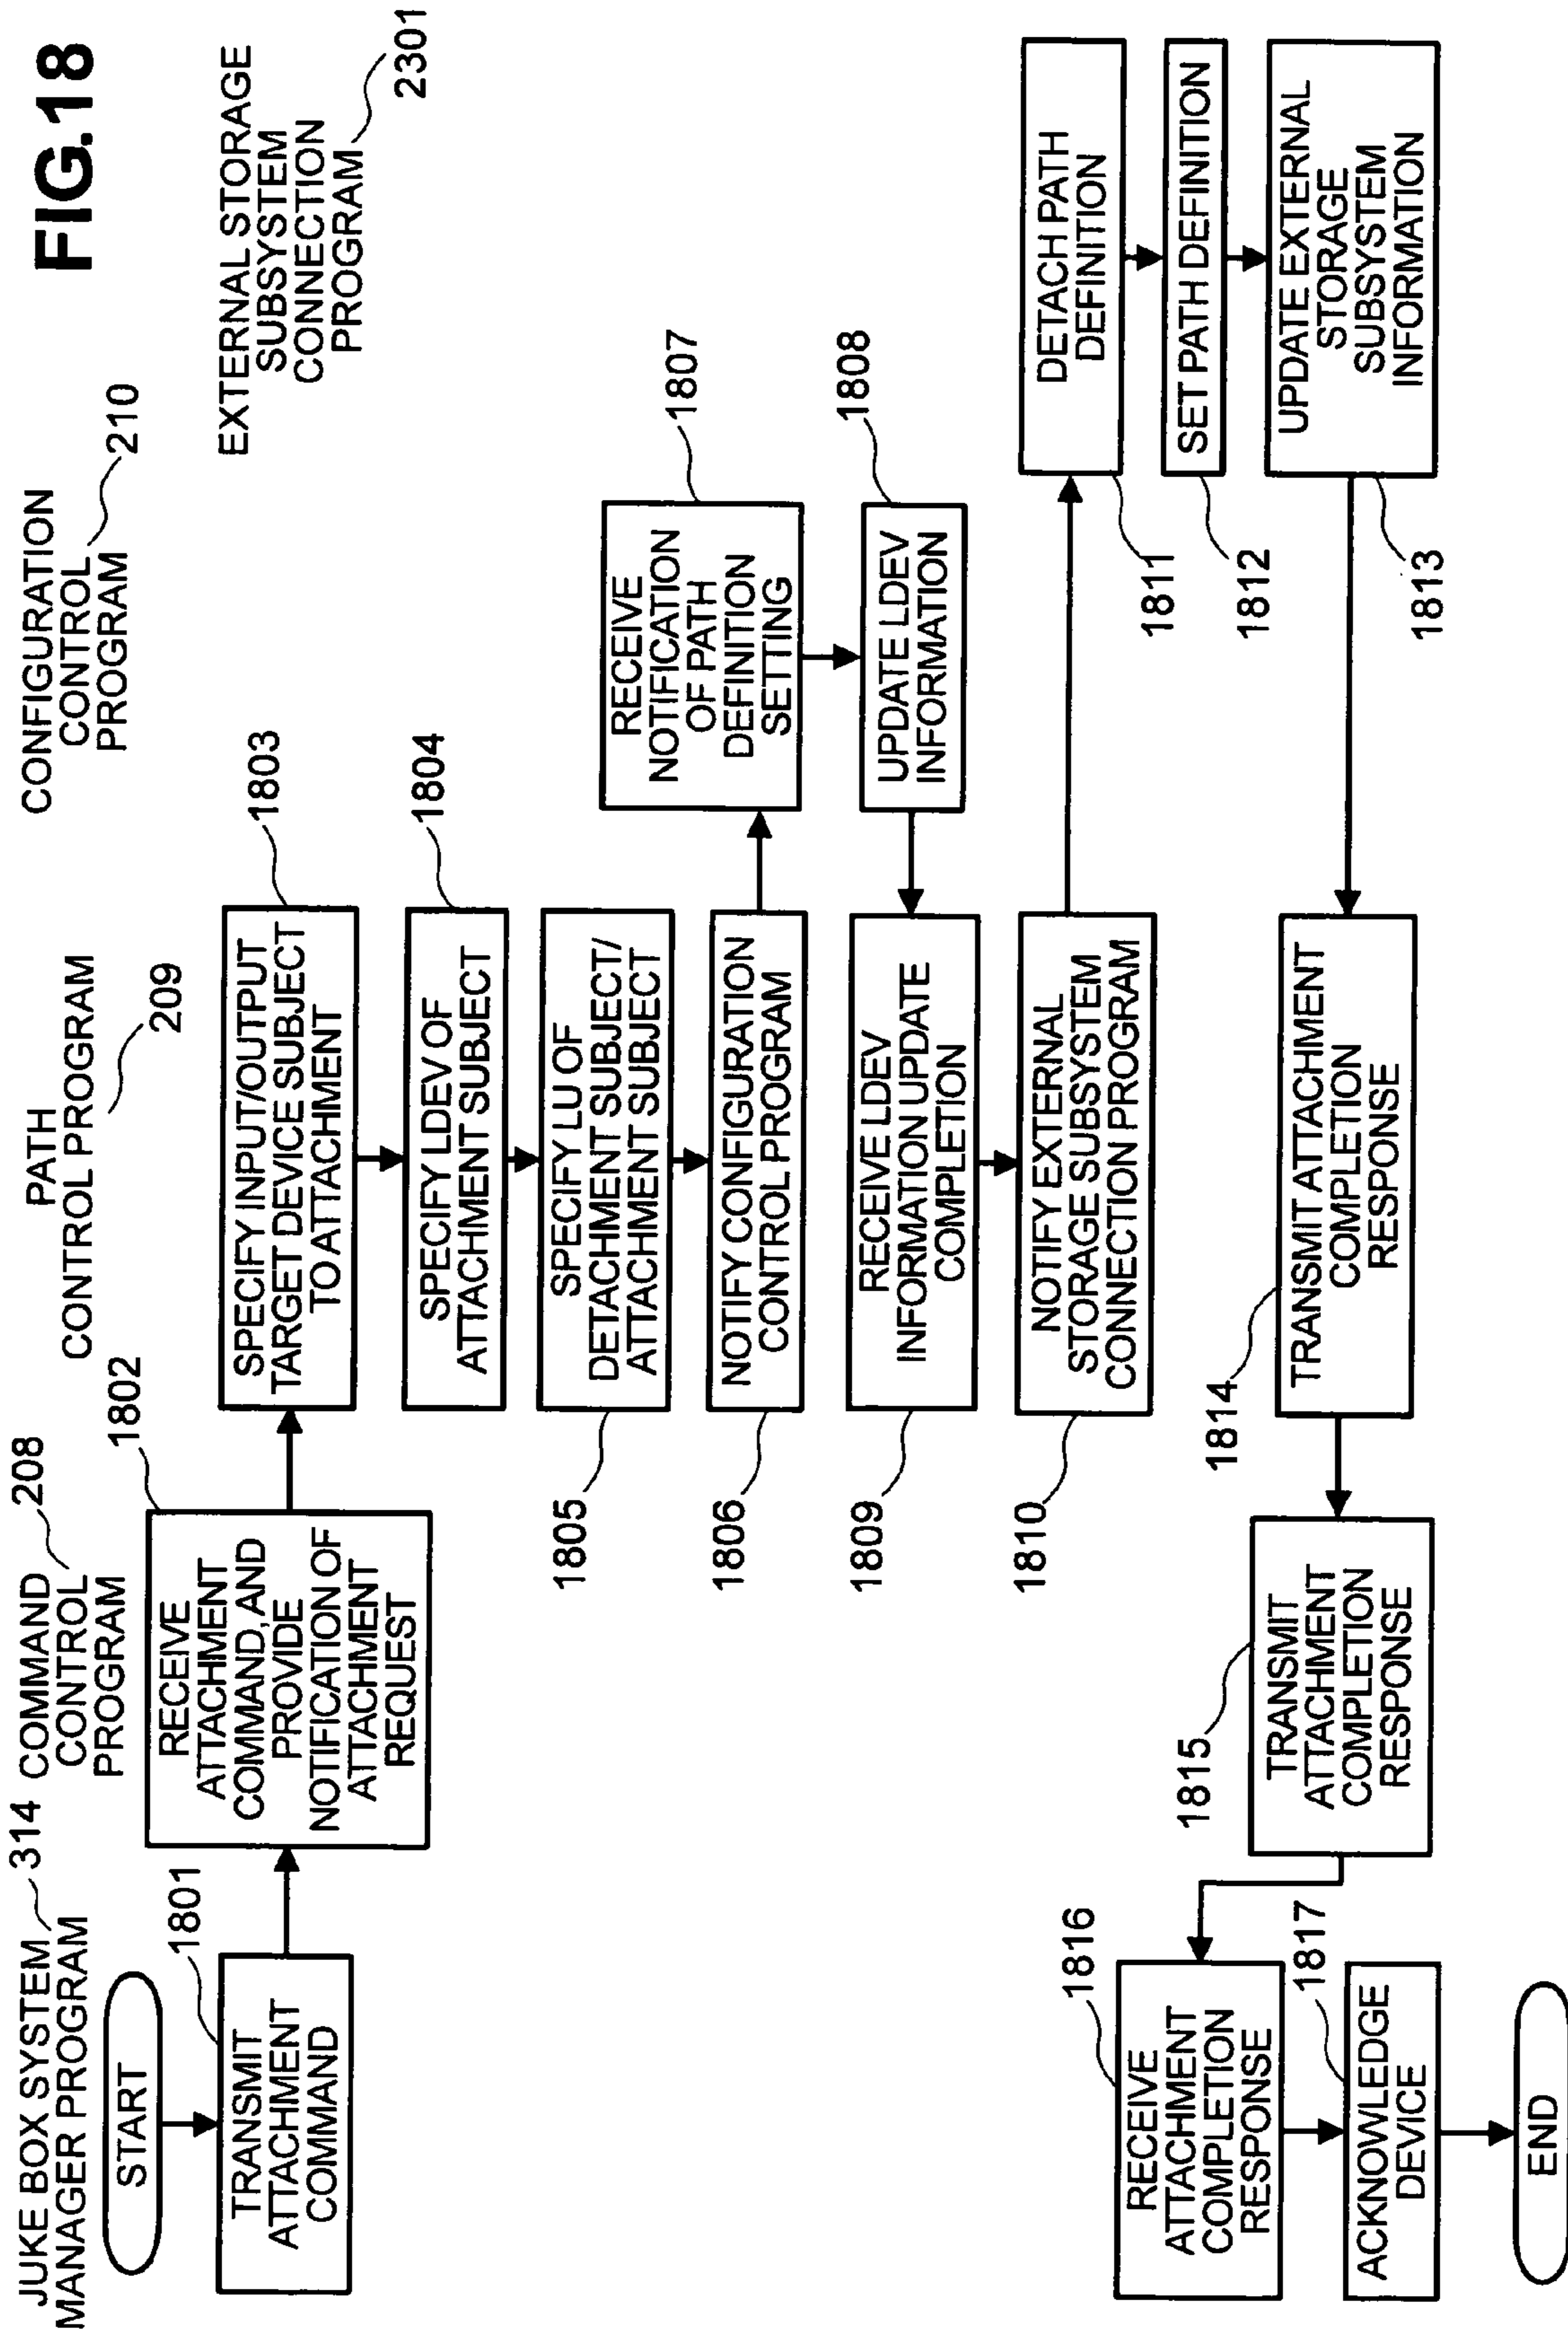 FIG.18
JUKE BOX SYSTEM
MANAGER PROGRAM
314
COMMAND
CONTROL
PROGRAM
208
PATH
CONTROL PROGRAM
209
CONFIGURATION
CONTROL
PROGRAM
210
EXTERNAL STORAGE
SUBSYSTEM
CONNECTION
PROGRAM
2301
START
1801
TRANSMIT
ATTACHMENT
COMMAND
1802
RECEIVE
ATTACHMENT
COMMAND, AND
PROVIDE
NOTIFICATION OF
ATTACHMENT
REQUEST
1803
SPECIFY INPUT/OUTPUT
TARGET DEVICE SUBJECT
TO ATTACHMENT
1804
SPECIFY LDEV OF
ATTACHMENT SUBJECT
1805
SPECIFY LU OF
DETACHMENT SUBJECT/
ATTACHMENT SUBJECT
1806
NOTIFY CONFIGURATION
CONTROL PROGRAM
1807
RECEIVE
NOTIFICATION
OF PATH
DEFINITION
SETTING
1808
UPDATE LDEV
INFORMATION
1809
RECEIVE LDEV
INFORMATION UPDATE
COMPLETION
1810
NOTIFY EXTERNAL
STORAGE SUBSYSTEM
CONNECTION PROGRAM
1811
DETACH PATH
DEFINITION
1812
SET PATH DEFINITION
1813
UPDATE EXTERNAL
STORAGE
SUBSYSTEM
INFORMATION
1814
TRANSMIT ATTACHMENT
COMPLETION
RESPONSE
1815
TRANSMIT
ATTACHMENT
COMPLETION
RESPONSE
1816
RECEIVE
ATTACHMENT
COMPLETION
RESPONSE
1817
ACKNOWLEDGE
DEVICE
END